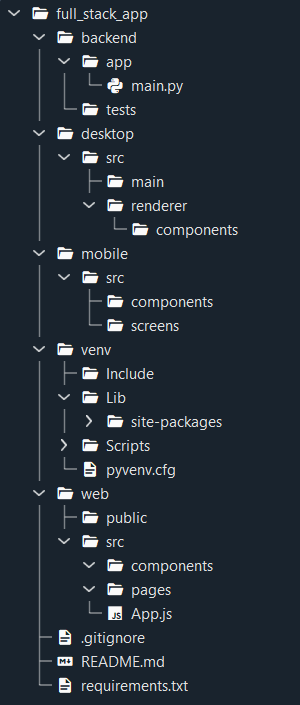 full_stack_app
backend
app
main.py
tests
desktop
src
main
renderer
components
mobile
src
components
screens
venv
Include
Lib
site-packages
Scripts
pyvenv.cfg
web
public
src
components
pages
JS App.js
.gitignore
README.md
requirements.txt